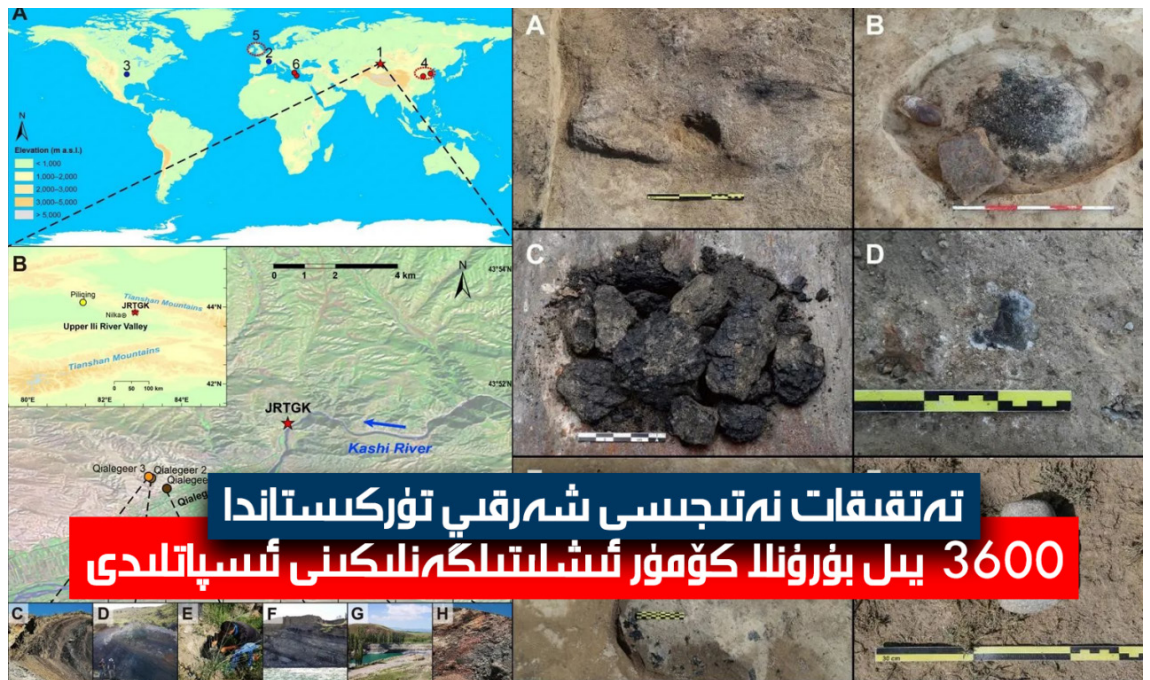 A
5
2
6
1
3
4
N
Elevation (m a.s.l.)
< 1,000
1,000–2,000
2,000–3,000
3,000–5,000
> 5,000
B
Piliqing
Tianshan Mountains
44°N
JRTGK
Nilka
Upper Ili River Valley
Tianshan Mountains
0 50 100 km
42°N
80°E
82°E
84°E
0 1 2 4 km
N
43°54'N
43°52'N
JRTGK
Kashi River
Qialegeer 3
Qialegeer 2
A
B
C
D
تەتقىقات نەتىجىسى شەرقىي تۈركىستاندا
3600 يىل بۇرۇنلا كۆمۈر ئىشلىتىلگەنلىكىنى ئىسپاتلىدى
C
D
E
F
G
H
30 cm